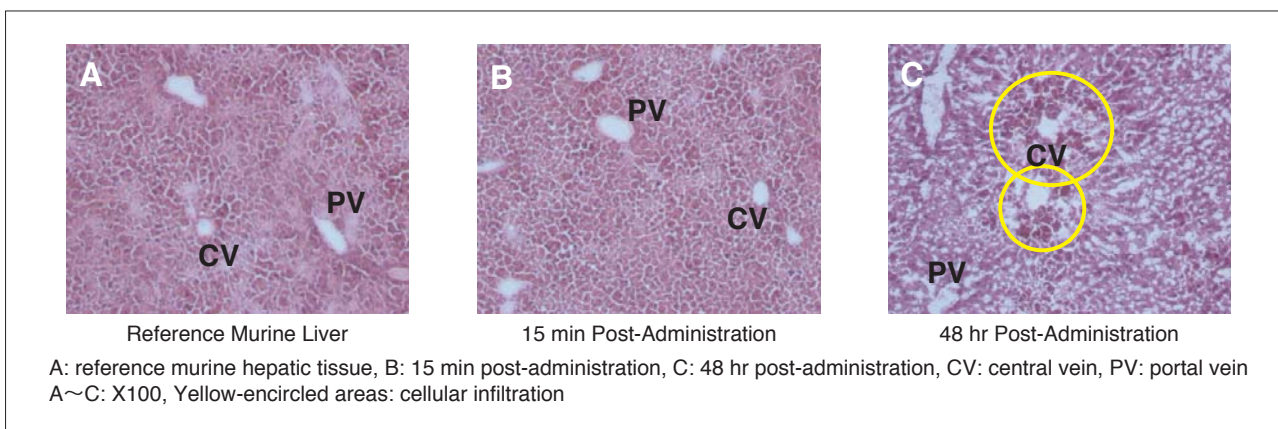 A
PV
CV
B
PV
CV
C
CV
PV
Reference Murine Liver
15 min Post-Administration
48 hr Post-Administration
A: reference murine hepatic tissue, B: 15 min post-administration, C: 48 hr post-administration, CV: central vein, PV: portal vein
A～C: X100, Yellow-encircled areas: cellular infiltration